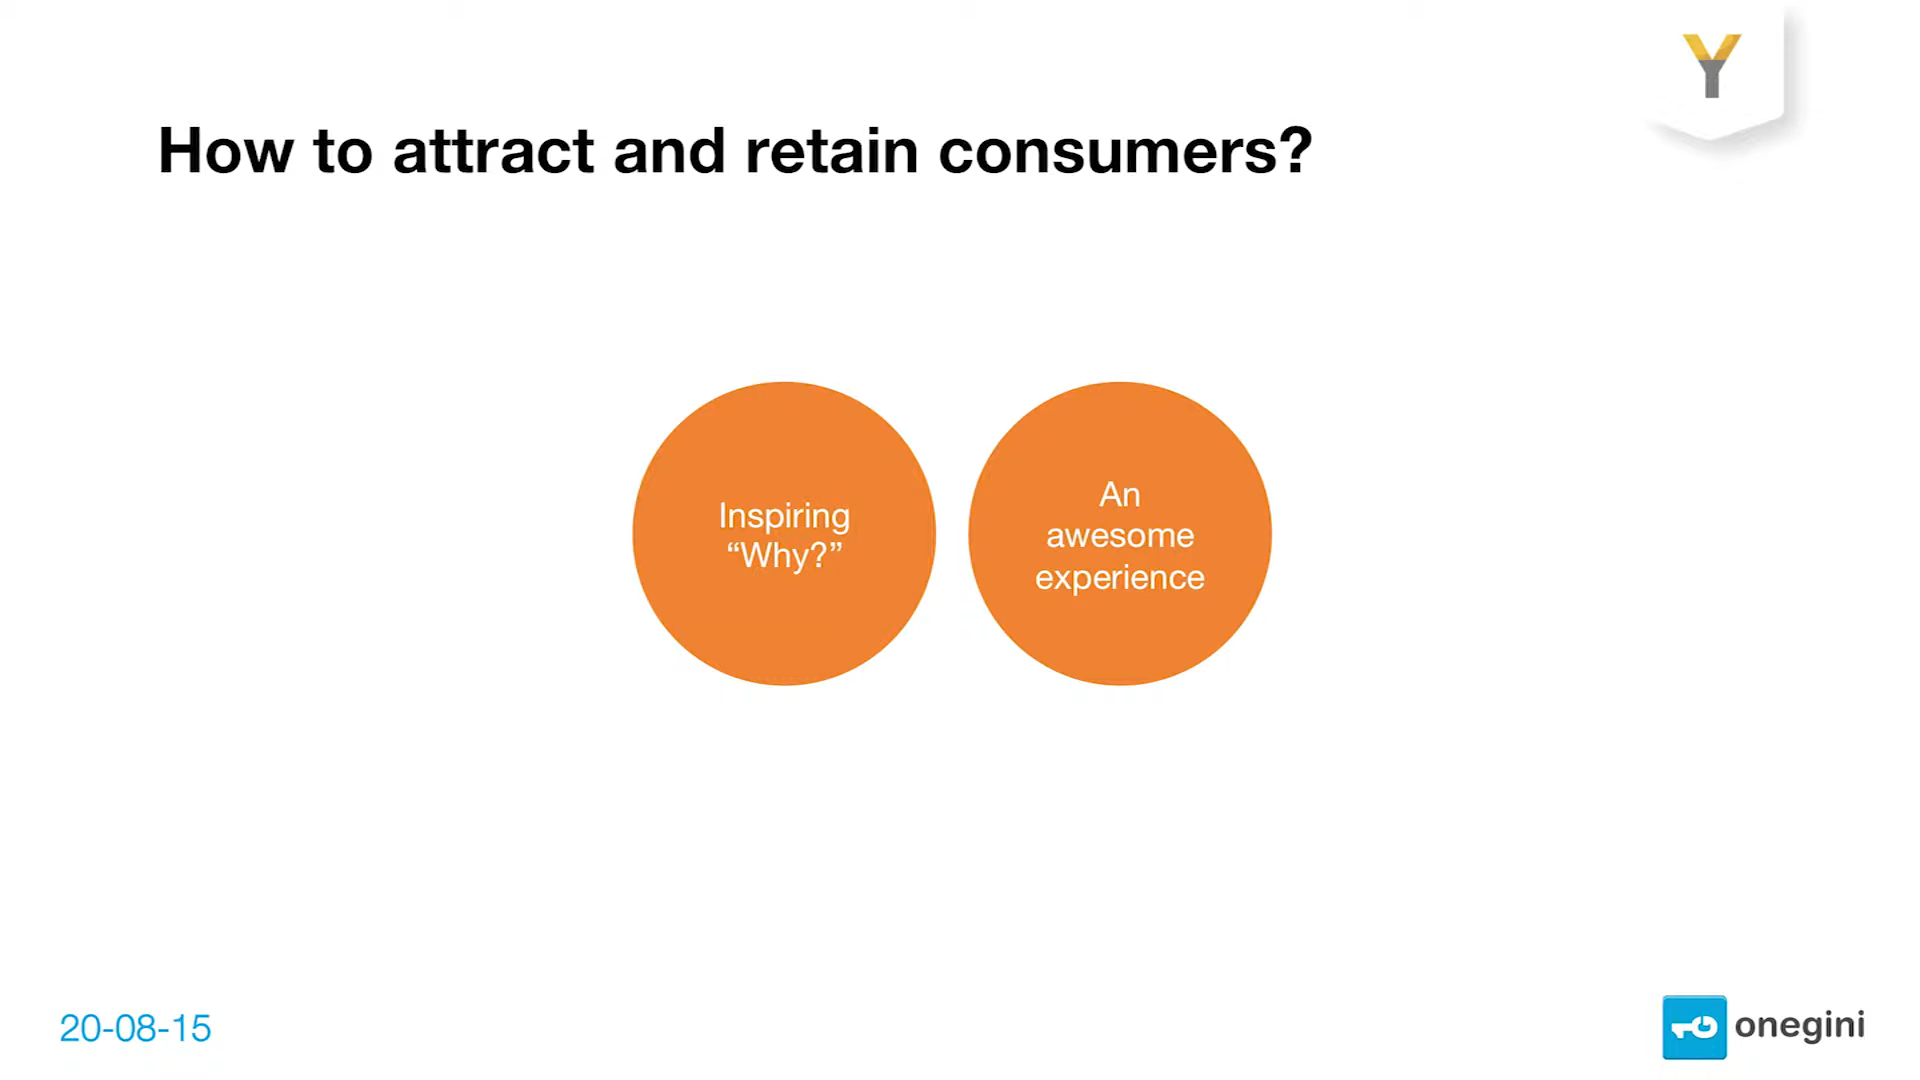 Y
How to attract and retain consumers?
Inspiring
“Why?”
An
awesome
experience
20-08-15
onegini